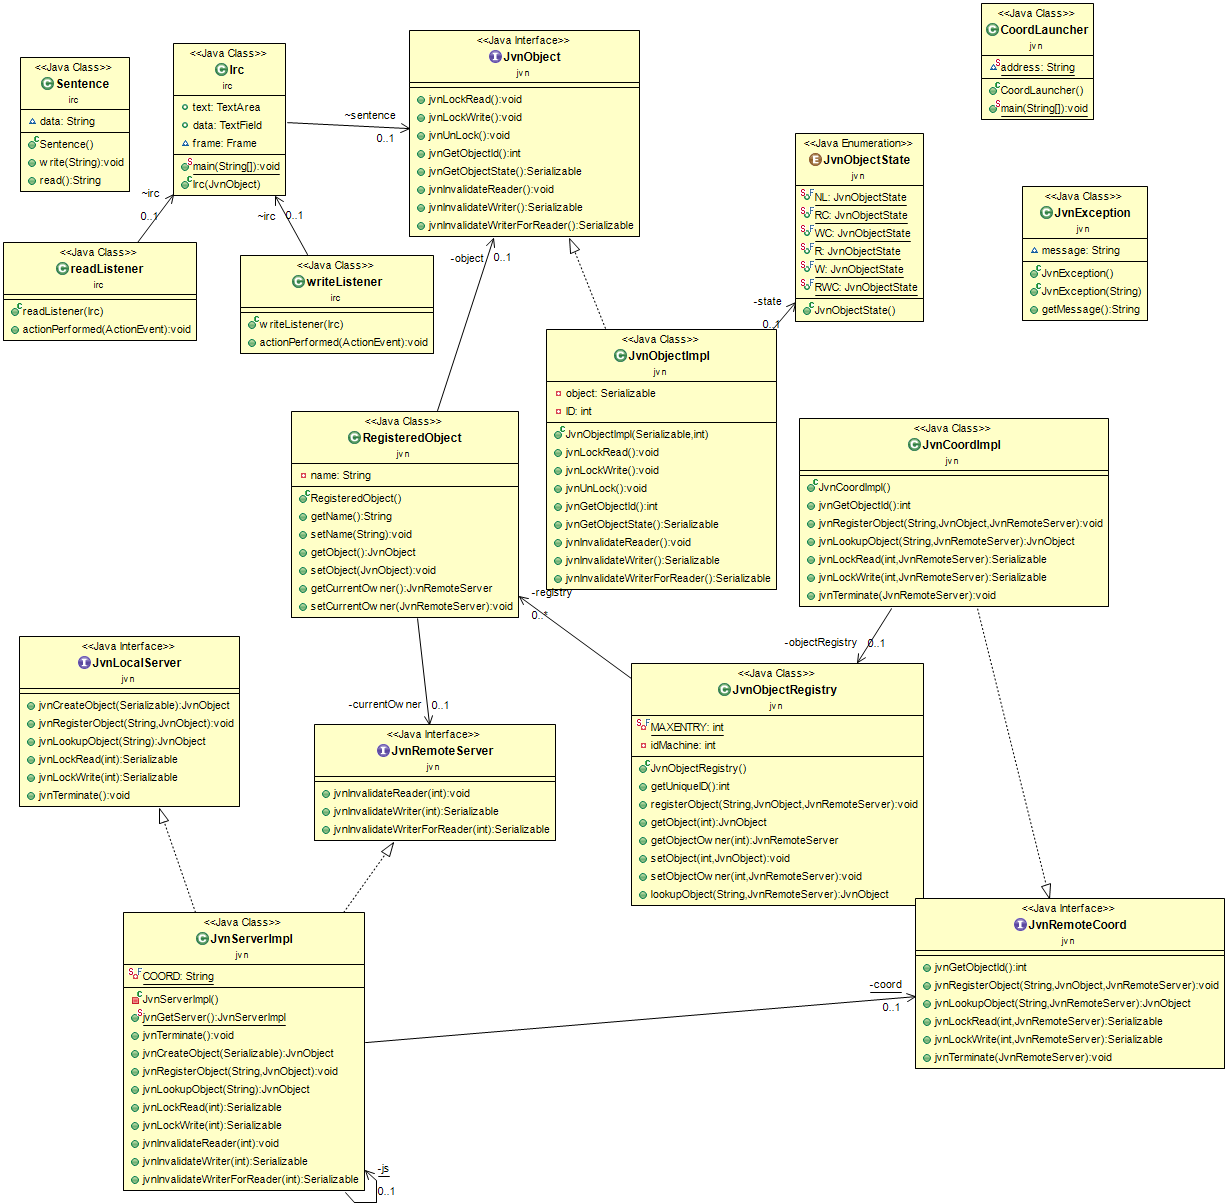 <<Java Class>>
Sentence
irc
data: String
Sentence()
write(String):void
read():String
<<Java Class>>
Irc
irc
text: TextArea
data: TextField
frame: Frame
main(String[]):void
Irc(JvnObject)
~sentence
0..1
<<Java Interface>>
JvnObject
jvn
jvnLockRead():void
jvnLockWrite():void
jvnUnLock():void
jvnGetObjectId():int
jvnGetObjectState():Serializable
jvnInvalidateReader():void
jvnInvalidateWriter():Serializable
jvnInvalidateWriterForReader():Serializable
<<Java Class>>
CoordLauncher
jvn
address: String
CoordLauncher()
main(String[]):void
<<Java Enumeration>>
JvnObjectState
jvn
NL: JvnObjectState
RC: JvnObjectState
WC: JvnObjectState
R: JvnObjectState
W: JvnObjectState
RWC: JvnObjectState
JvnObjectState()
<<Java Class>>
JvnException
jvn
message: String
JvnException()
JvnException(String)
getMessage():String
~irc
0..1
~irc
0..1
<<Java Class>>
readListener
irc
readListener(Irc)
actionPerformed(ActionEvent):void
<<Java Class>>
writeListener
irc
writeListener(Irc)
actionPerformed(ActionEvent):void
-object
0..1
-state
0..1
<<Java Class>>
JvnObjectImpl
jvn
object: Serializable
ID: int
JvnObjectImpl(Serializable,int)
jvnLockRead():void
jvnLockWrite():void
jvnUnLock():void
jvnGetObjectId():int
jvnGetObjectState():Serializable
jvnInvalidateReader():void
jvnInvalidateWriter():Serializable
jvnInvalidateWriterForReader():Serializable
<<Java Class>>
RegisteredObject
jvn
name: String
RegisteredObject()
getName():String
setName(String):void
getObject():JvnObject
setObject(JvnObject):void
getCurrentOwner():JvnRemoteServer
setCurrentOwner(JvnRemoteServer):void
<<Java Class>>
JvnCoordImpl
jvn
JvnCoordImpl()
jvnGetObjectId():int
jvnRegisterObject(String,JvnObject,JvnRemoteServer):void
jvnLookupObject(String,JvnRemoteServer):JvnObject
jvnLockRead(int,JvnRemoteServer):Serializable
jvnLockWrite(int,JvnRemoteServer):Serializable
jvnTerminate(JvnRemoteServer):void
-registry
0..*
-objectRegistry
0..1
<<Java Interface>>
JvnLocalServer
jvn
jvnCreateObject(Serializable):JvnObject
jvnRegisterObject(String,JvnObject):void
jvnLookupObject(String):JvnObject
jvnLockRead(int):Serializable
jvnLockWrite(int):Serializable
jvnTerminate():void
-currentOwner
0..1
<<Java Interface>>
JvnRemoteServer
jvn
jvnInvalidateReader(int):void
jvnInvalidateWriter(int):Serializable
jvnInvalidateWriterForReader(int):Serializable
<<Java Class>>
JvnObjectRegistry
jvn
MAXENTRY: int
idMachine: int
JvnObjectRegistry()
getUniqueID():int
registerObject(String,JvnObject,JvnRemoteServer):void
getObject(int):JvnObject
getObjectOwner(int):JvnRemoteServer
setObject(int,JvnObject):void
setObjectOwner(int,JvnRemoteServer):void
lookupObject(String,JvnRemoteServer):JvnObject
<<Java Class>>
JvnServerImpl
jvn
COORD: String
JvnServerImpl()
jvnGetServer():JvnServerImpl
jvnTerminate():void
jvnCreateObject(Serializable):JvnObject
jvnRegisterObject(String,JvnObject):void
jvnLookupObject(String):JvnObject
jvnLockRead(int):Serializable
jvnLockWrite(int):Serializable
jvnInvalidateReader(int):void
jvnInvalidateWriter(int):Serializable
jvnInvalidateWriterForReader(int):Serializable
-js
0..1
-coord
0..1
<<Java Interface>>
JvnRemoteCoord
jvn
jvnGetObjectId():int
jvnRegisterObject(String,JvnObject,JvnRemoteServer):void
jvnLookupObject(String,JvnRemoteServer):JvnObject
jvnLockRead(int,JvnRemoteServer):Serializable
jvnLockWrite(int,JvnRemoteServer):Serializable
jvnTerminate(JvnRemoteServer):void